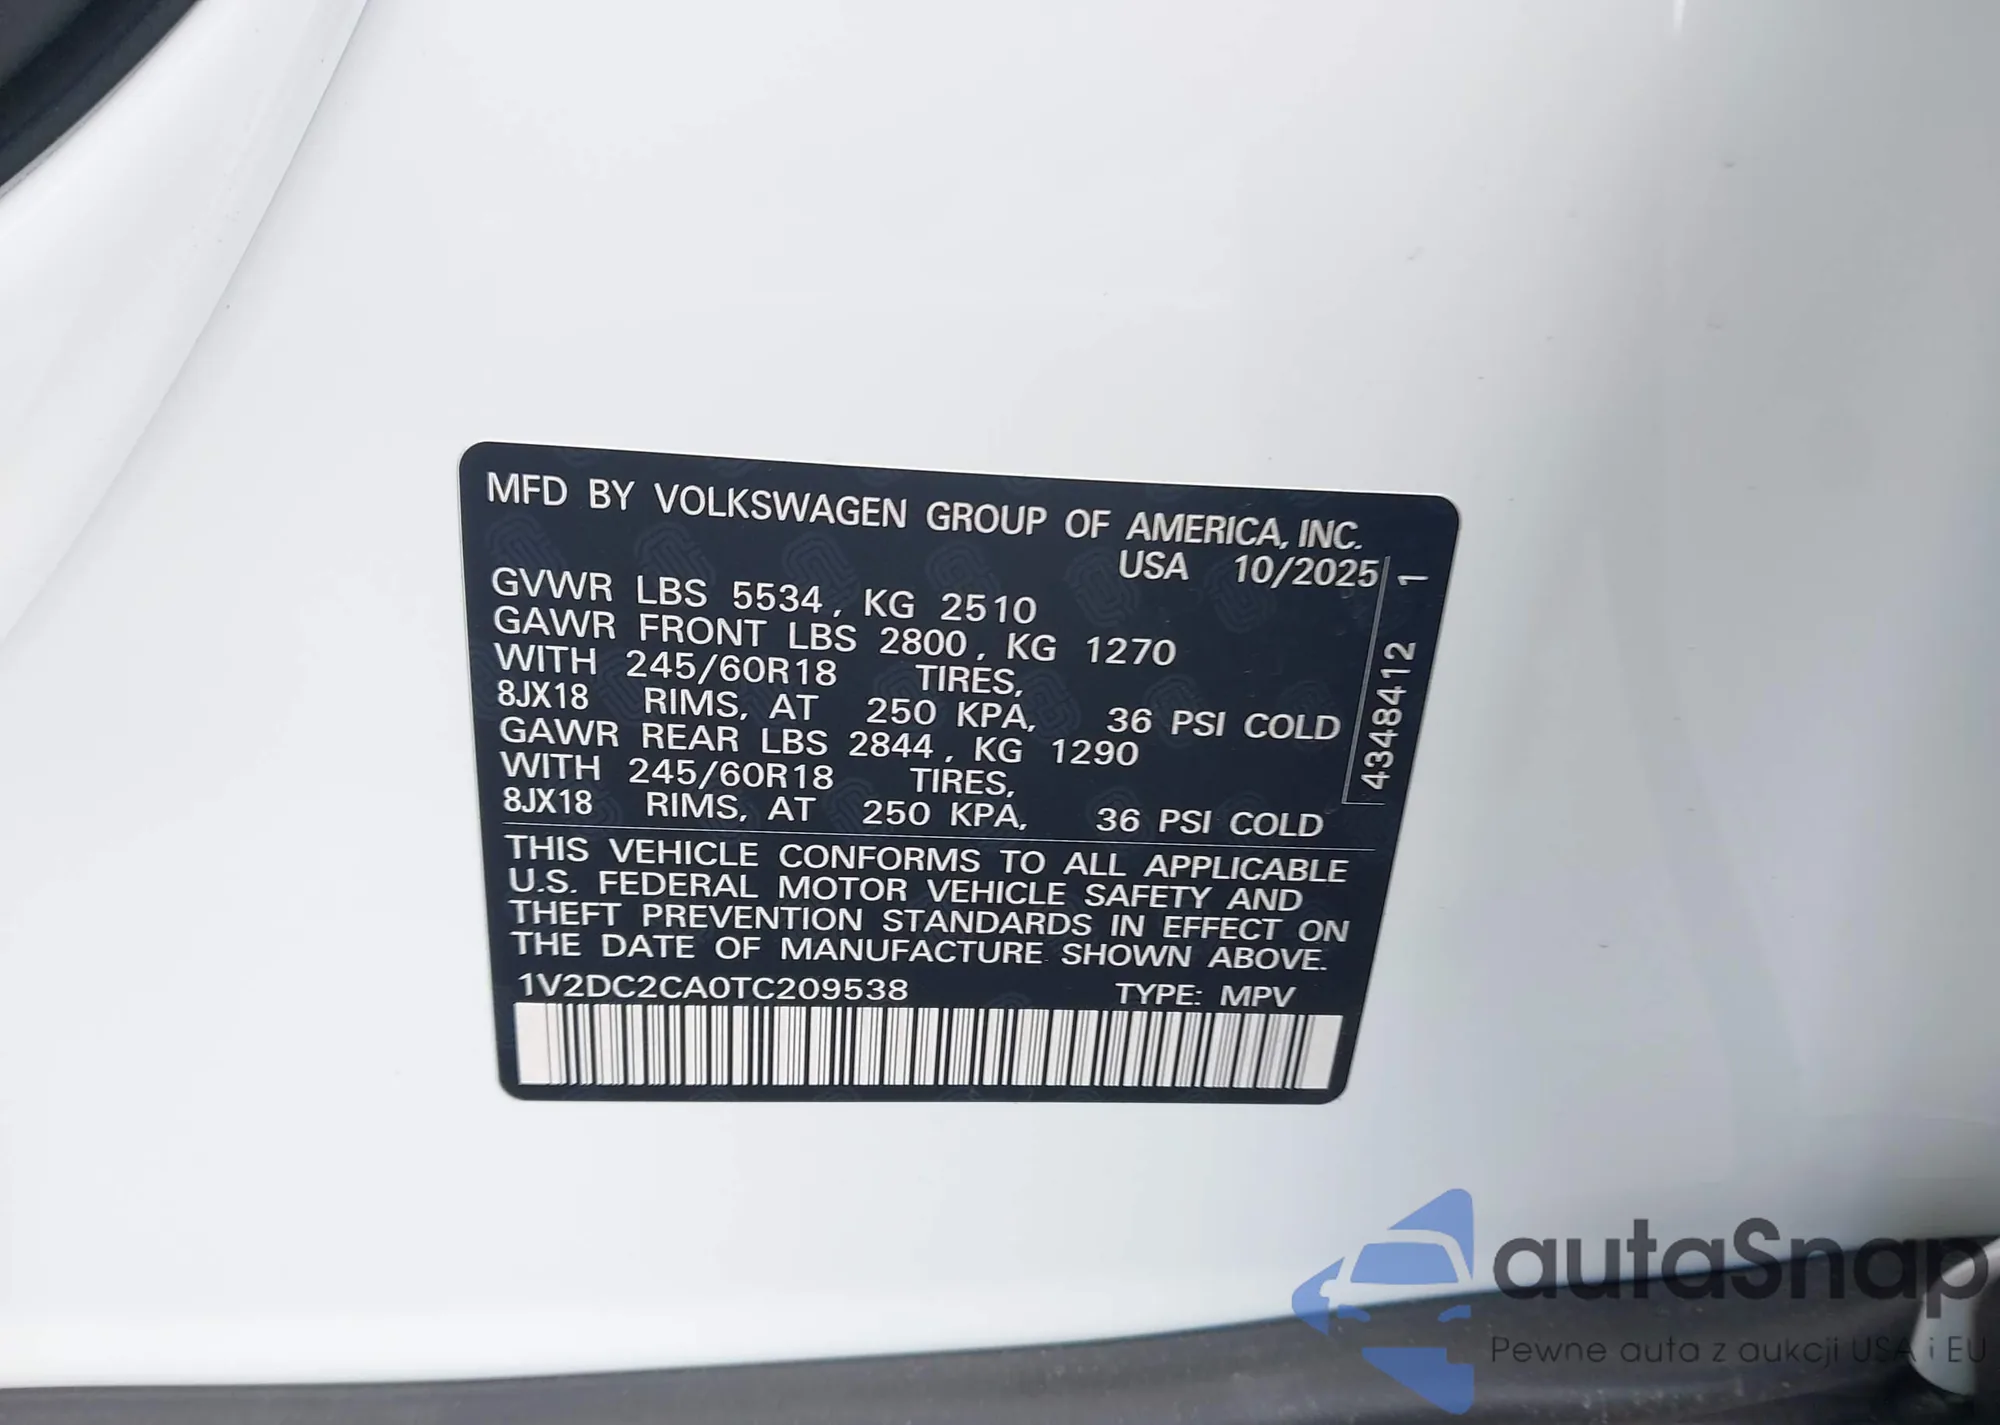 MFD BY VOLKSWAGEN GROUP OF AMERICA, INC.
USA 10/2025
GVWR LBS 5534, KG 2510
GAWR FRONT LBS 2800, KG 1270
WITH 245/60R18 TIRES,
8JX18 RIMS, AT 250 KPA, 36 PSI COLD
GAWR REAR LBS 2844, KG 1290
WITH 245/60R18 TIRES,
8JX18 RIMS, AT 250 KPA, 36 PSI COLD
4348412 1
THIS VEHICLE CONFORMS TO ALL APPLICABLE
U.S. FEDERAL MOTOR VEHICLE SAFETY AND
THEFT PREVENTION STANDARDS IN EFFECT ON
THE DATE OF MANUFACTURE SHOWN ABOVE.
1V2DC2CA0TC209538 TYPE: MPV
autaSnap
Pewne auta z aukcji USA i EU